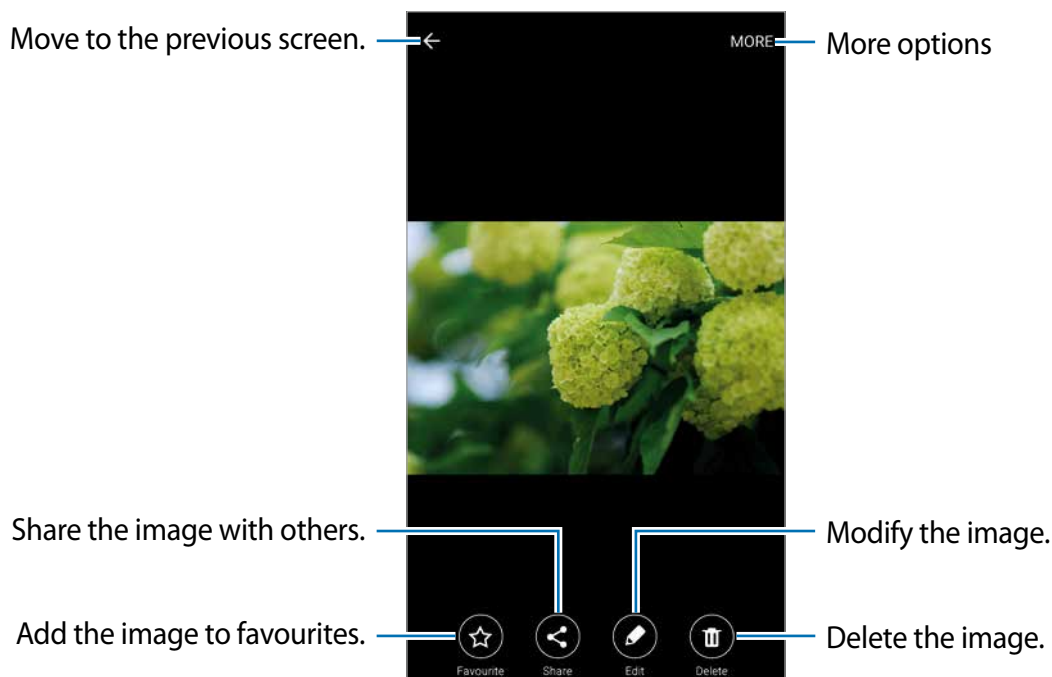 Move to the previous screen.
MORE
More options
Share the image with others.
Modify the image.
Add the image to favourites.
Delete the image.
Favourite
Share
Edit
Delete